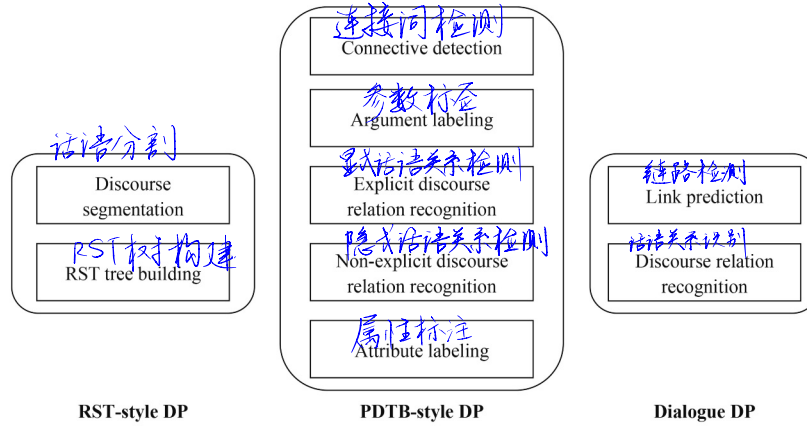 话语分割
Discourse
segmentation
RST树构建
RST tree building
RST-style DP
连接词检测
Connective detection
参数标签
Argument labeling
显式话语关系检测
Explicit discourse
relation recognition
隐式话语关系检测
Non-explicit discourse
relation recognition
属性标注
Attribute labeling
PDTB-style DP
链路检测
Link prediction
话语关系识别
Discourse relation
recognition
Dialogue DP